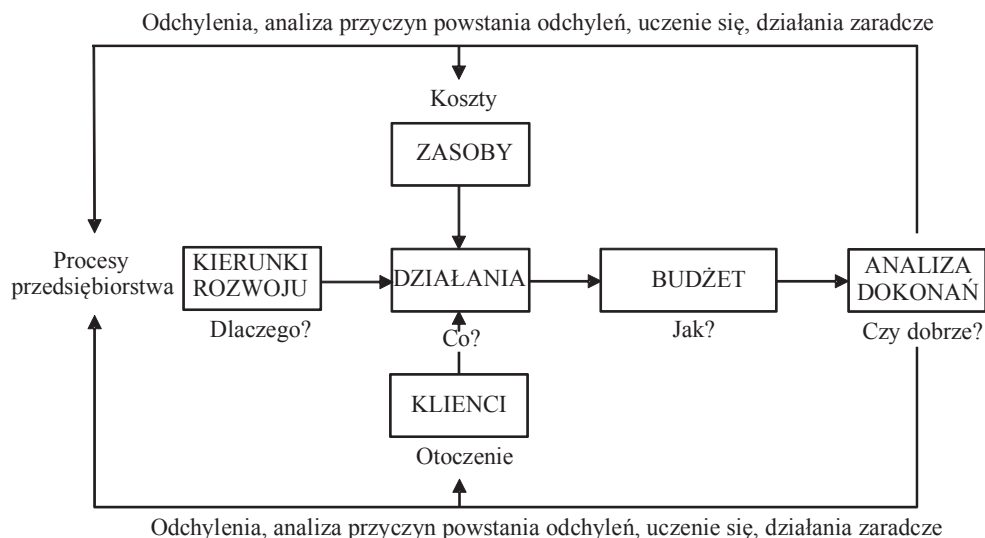 Odchylenia, analiza przyczyn powstania odchyleń, uczenie się, działania zaradcze
Koszty
ZASOBY
Procesy
przedsiębiorstwa
KIERUNKI
ROZWOJU
Dlaczego?
DZIAŁANIA
Co?
BUDŻET
Jak?
ANALIZA
DOKONAŃ
Czy dobrze?
KLIENCI
Otoczenie
Odchylenia, analiza przyczyn powstania odchyleń, uczenie się, działania zaradcze